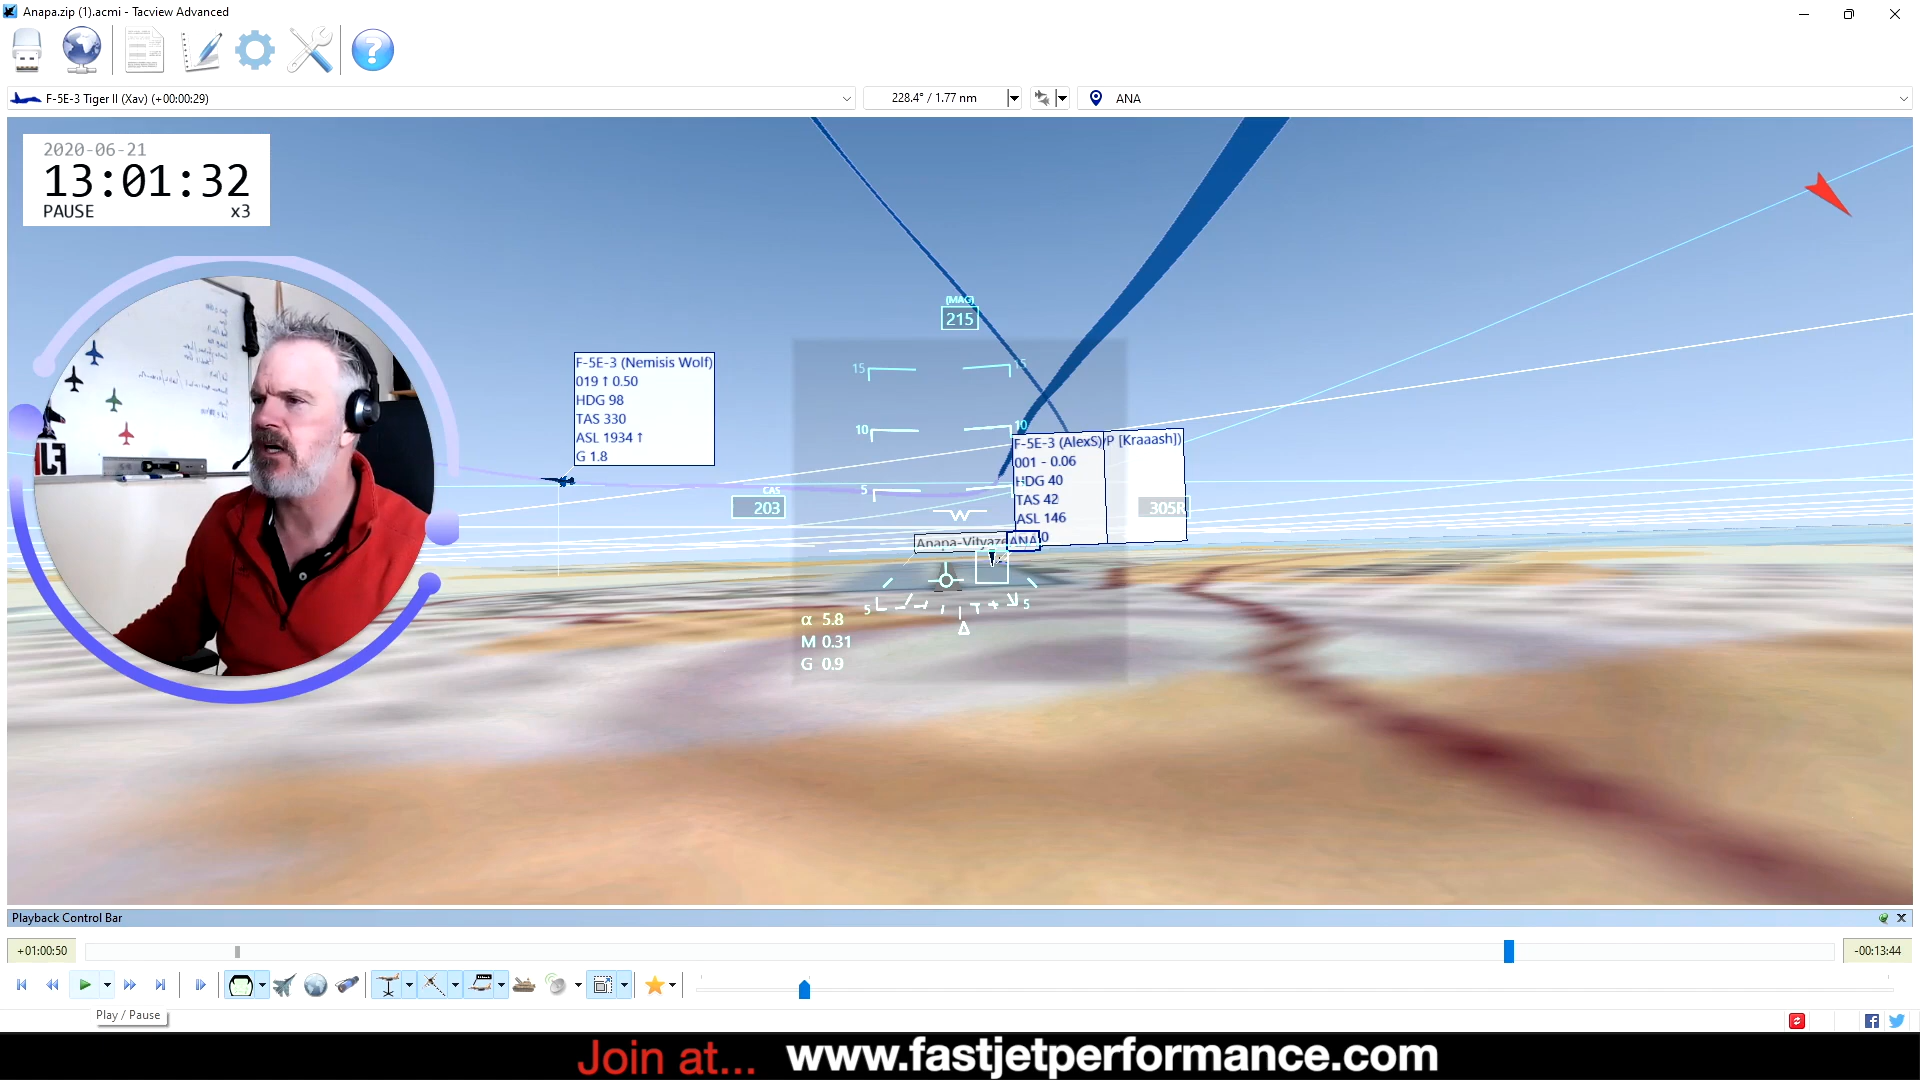 Anapa.zip (1).acmi - Tacview Advanced
F-5E-3 Tiger II (Xav) (+00:00:29)
228.4° / 1.77 nm
ANA
2020-06-21
13:01:32
PAUSE x3
(MAG)
215
F-5E-3 (Nemisis Wolf)
019 ↑ 0.50
HDG 98
TAS 330
ASL 1934 ↑
G 1.8
15 15
10 10
F-5E-3 (AlexS) P [Kraaash])
001 - 0.06
HDG 40
TAS 42
ASL 146
0
5
CAS
203
305R
Anapa-Vityaze
ANA
5 5
α 5.8
M 0.31
G 0.9
FJ
Playback Control Bar
+01:00:50
-00:13:44
Play / Pause
Join at... www.fastjetperformance.com